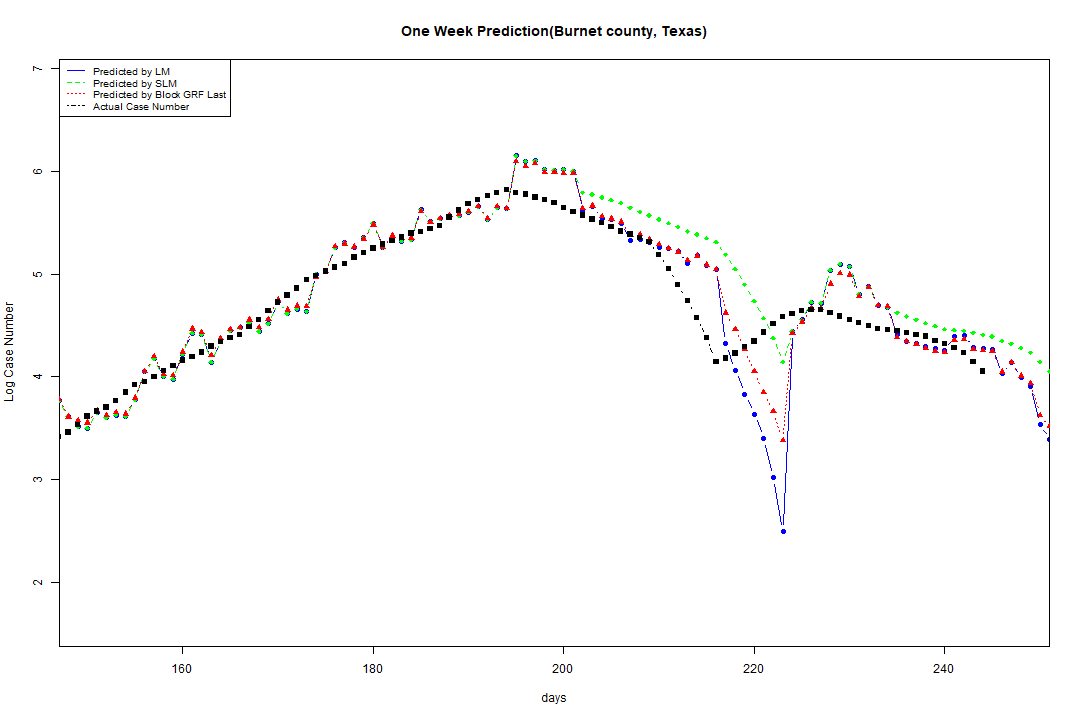 One Week Prediction(Burnet county, Texas)
Predicted by LM
Predicted by SLM
Predicted by Block GRF Last
Actual Case Number
7
6
5
4
3
2
Log Case Number
160 180 200 220 240
days